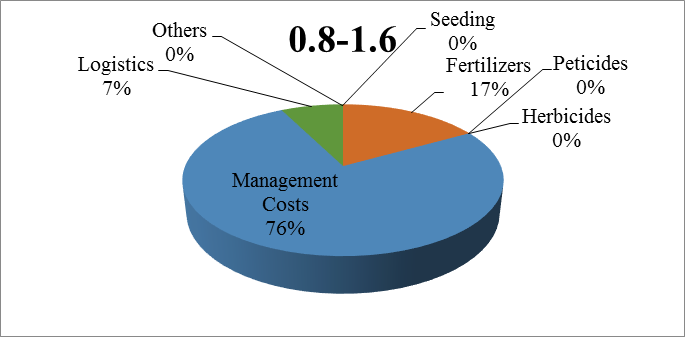 0.8-1.6
Seeding
0%
Fertilizers
17%
Peticides
0%
Herbicides
0%
Management
Costs
76%
Logistics
7%
Others
0%